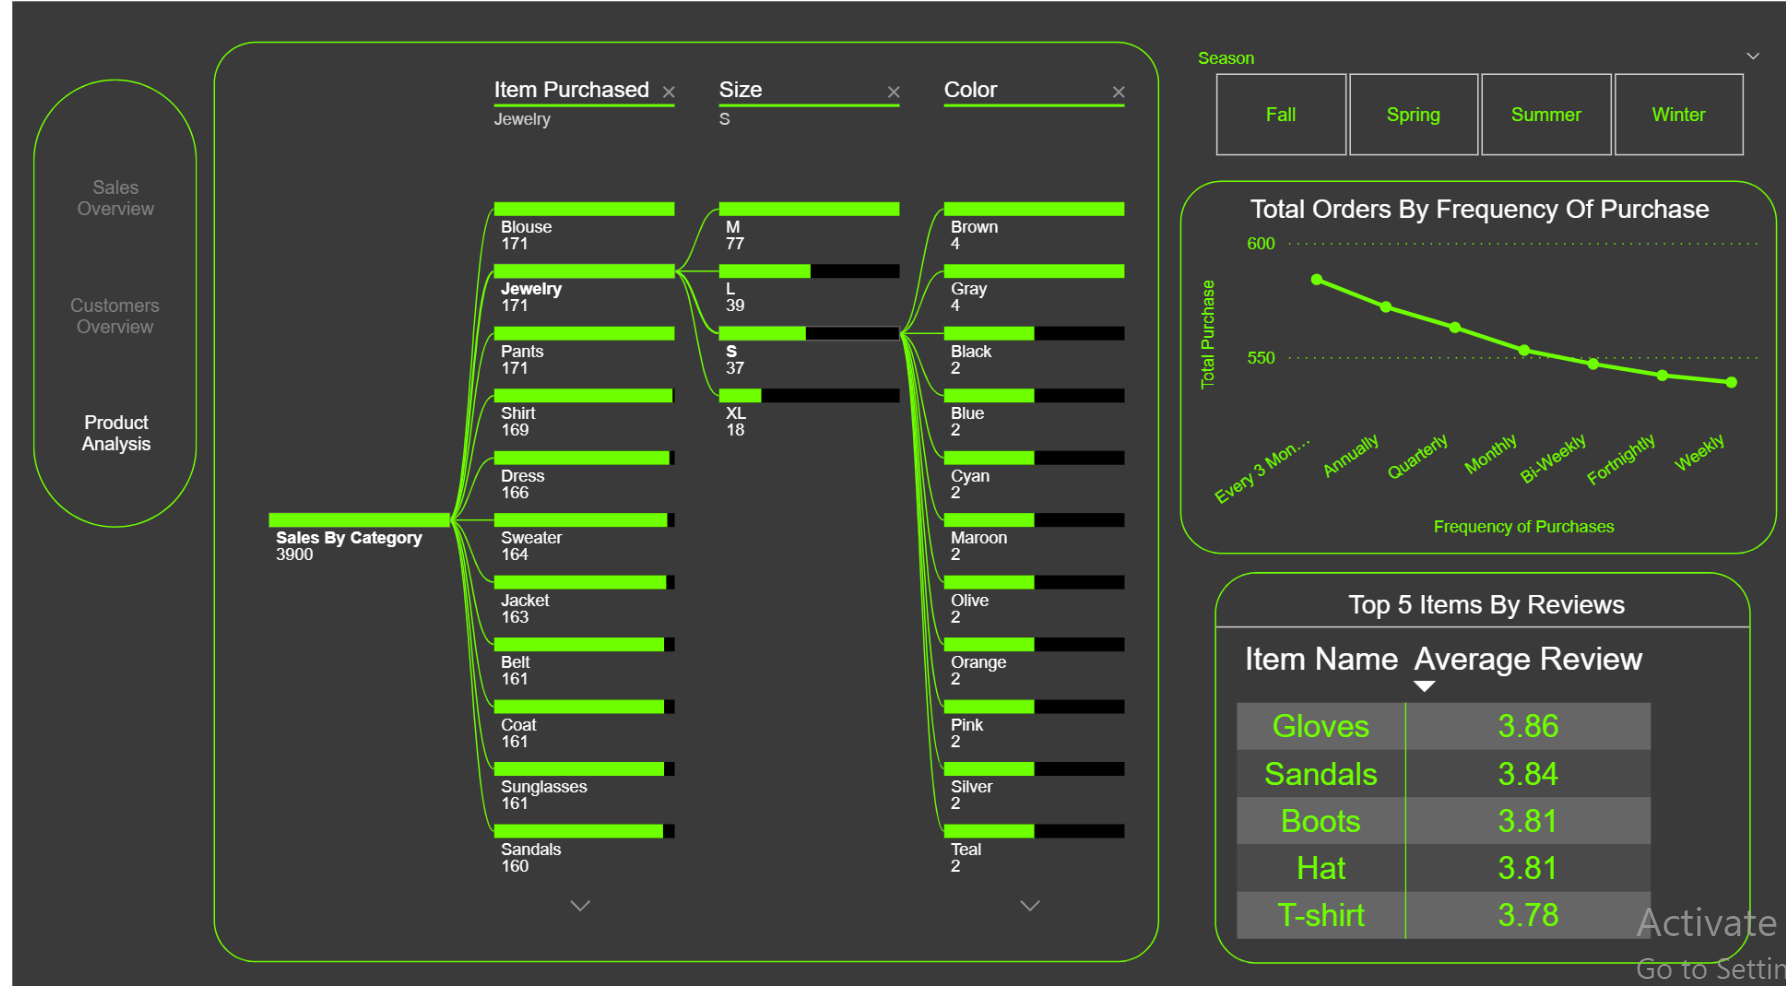 Sales
Overview
Customers
Overview
Product
Analysis
Item Purchased
Jewelry
Size
S
Color
Sales By Category
3900
Blouse
171
Jewelry
171
Pants
171
Shirt
169
Dress
166
Sweater
164
Jacket
163
Belt
161
Coat
161
Sunglasses
161
Sandals
160
M
77
L
39
S
37
XL
18
Brown
4
Gray
4
Black
2
Blue
2
Cyan
2
Maroon
2
Olive
2
Orange
2
Pink
2
Silver
2
Teal
2
Season
Fall
Spring
Summer
Winter
Total Orders By Frequency Of Purchase
Total Purchase
600
550
Every 3 Mon...
Annually
Quarterly
Monthly
Bi-Weekly
Fortnightly
Weekly
Frequency of Purchases
Top 5 Items By Reviews
Item Name Average Review
Gloves 3.86
Sandals 3.84
Boots 3.81
Hat 3.81
T-shirt 3.78
Activate
Go to Settin